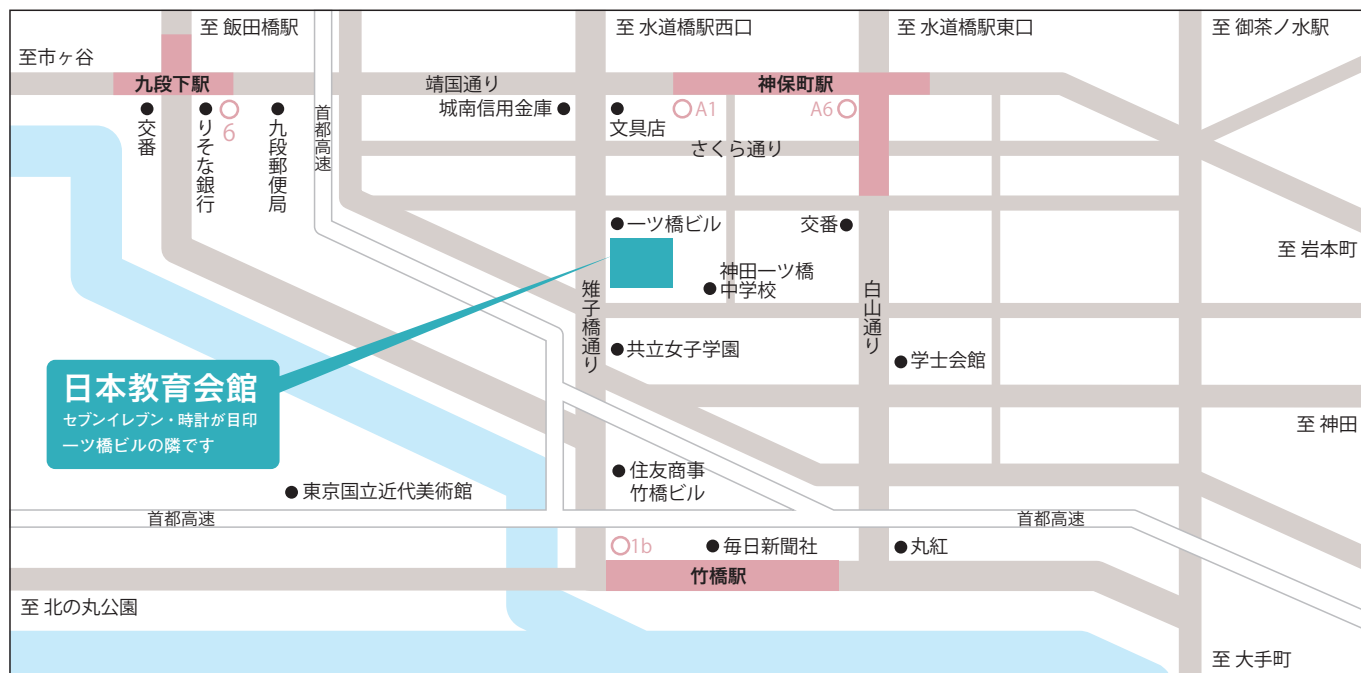 至 飯田橋駅
至 水道橋駅西口
至 水道橋駅東口
至 御茶ノ水駅
至市ヶ谷
九段下駅
靖国通り
神保町駅
交番
りそな銀行
6
九段郵便局
首都高速
城南信用金庫
文具店
A1
A6
さくら通り
一ツ橋ビル
交番
至 岩本町
神田一ツ橋
中学校
雉子橋通り
白山通り
共立女子学園
学士会館
日本教育会館
セブンイレブン・時計が目印
一ツ橋ビルの隣です
至 神田
住友商事
竹橋ビル
東京国立近代美術館
首都高速
首都高速
1b
毎日新聞社
丸紅
竹橋駅
至 北の丸公園
至 大手町